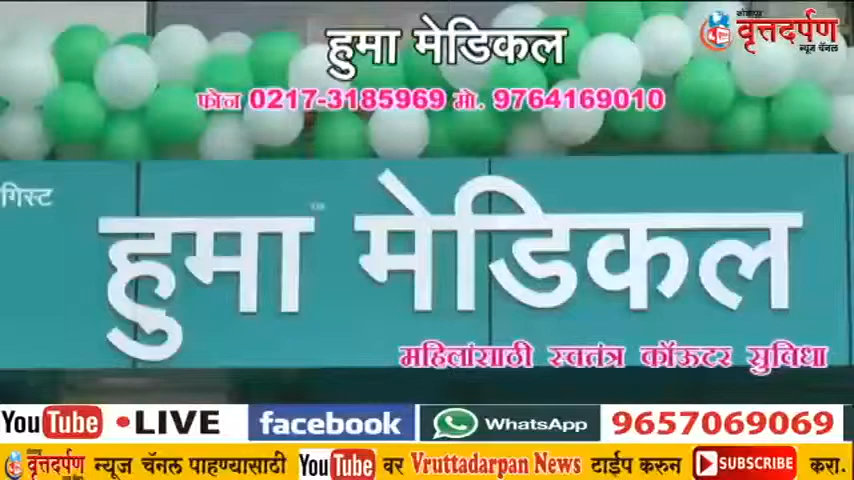 हुमा मेडिकल
सोलापूर
वृत्तदर्पण
न्यूज चॅनल
फोन 0217-3185969 मो. 9764169010
गिस्ट
हुमा मेडिकल
महिलांसाठी स्वतंत्र कॉऊटर सुविधा
YouTube •LIVE facebook WhatsApp 9657069069
वृत्तदर्पण न्यूज चॅनल पाहण्यासाठी YouTube वर Vruttadarpan News टाईप करुन SUBSCRIBE करा.